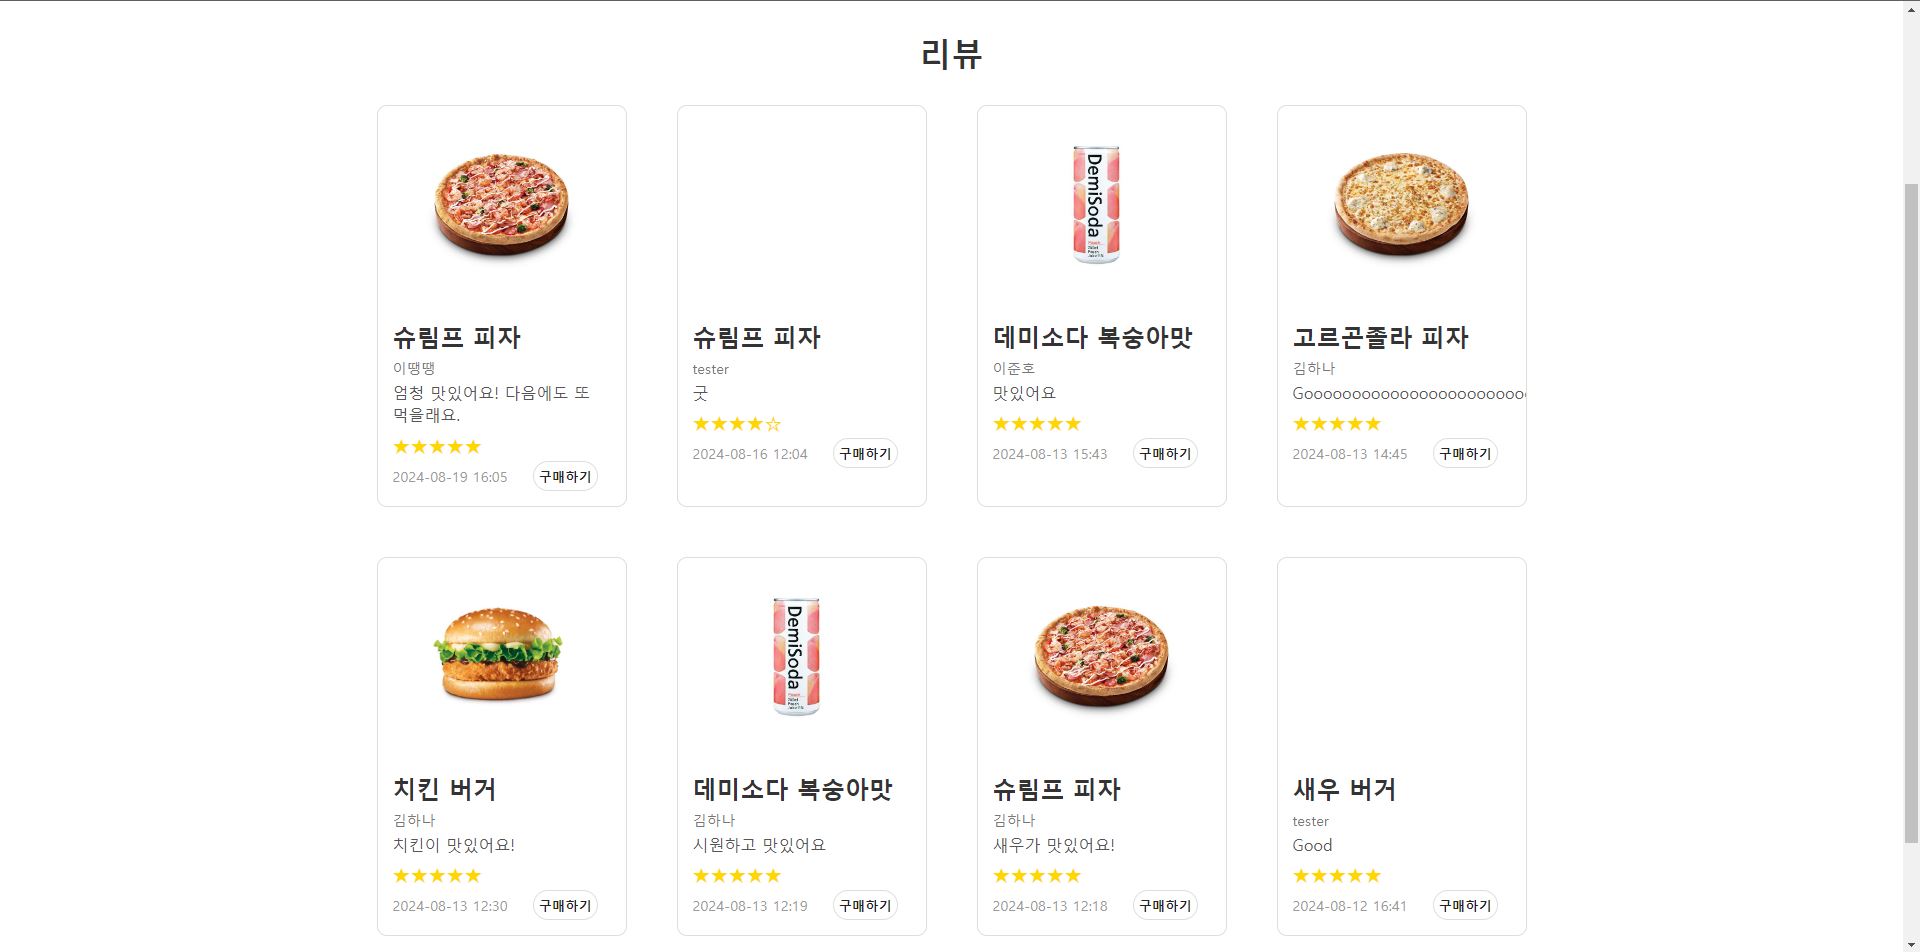 리뷰
DemiSoda
슈림프 피자
이땡땡
엄청 맛있어요! 다음에도 또
먹을래요.
★★★★★
2024-08-19 16:05 구매하기
슈림프 피자
tester
굿
★★★★☆
2024-08-16 12:04 구매하기
데미소다 복숭아맛
이준호
맛있어요
★★★★★
2024-08-13 15:43 구매하기
고르곤졸라 피자
김하나
Gooooooooooooooooooooooo
★★★★★
2024-08-13 14:45 구매하기
DemiSoda
치킨 버거
김하나
치킨이 맛있어요!
★★★★★
2024-08-13 12:30 구매하기
데미소다 복숭아맛
김하나
시원하고 맛있어요
★★★★★
2024-08-13 12:19 구매하기
슈림프 피자
김하나
새우가 맛있어요!
★★★★★
2024-08-13 12:18 구매하기
새우 버거
tester
Good
★★★★★
2024-08-12 16:41 구매하기